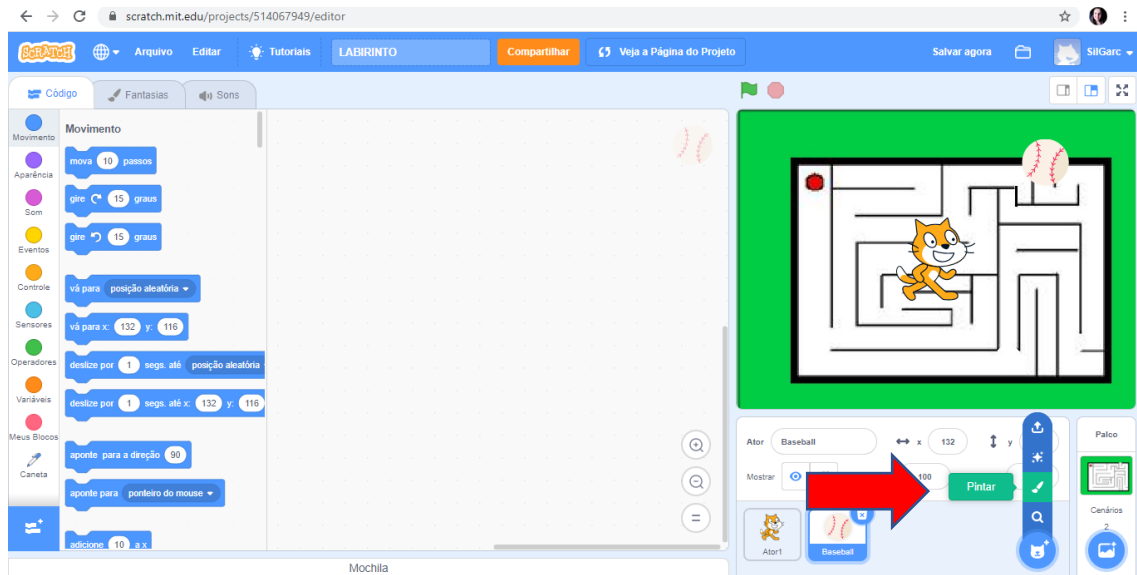 scratch.mit.edu/projects/514067949/editor
SCRATCH Arquivo Editar Tutoriais LABIRINTO Compartilhar Veja a Página do Projeto Salvar agora SilGarc
Código Fantasias Sons
Movimento
Aparência
Som
Eventos
Controle
Sensores
Operadores
Variáveis
Meus Blocos
Caneta
Movimento
mova 10 passos
gire 15 graus
gire 15 graus
vá para posição aleatória
vá para x: 132 y: 116
deslize por 1 segs. até posição aleatória
deslize por 1 segs. até x: 132 y: 116
aponte para a direção 90
aponte para ponteiro do mouse
adicione 10 a x
Mochila
Ator Baseball x 132 y
Mostrar 100
Pintar
Ator1
Baseball
Palco
Cenários
2